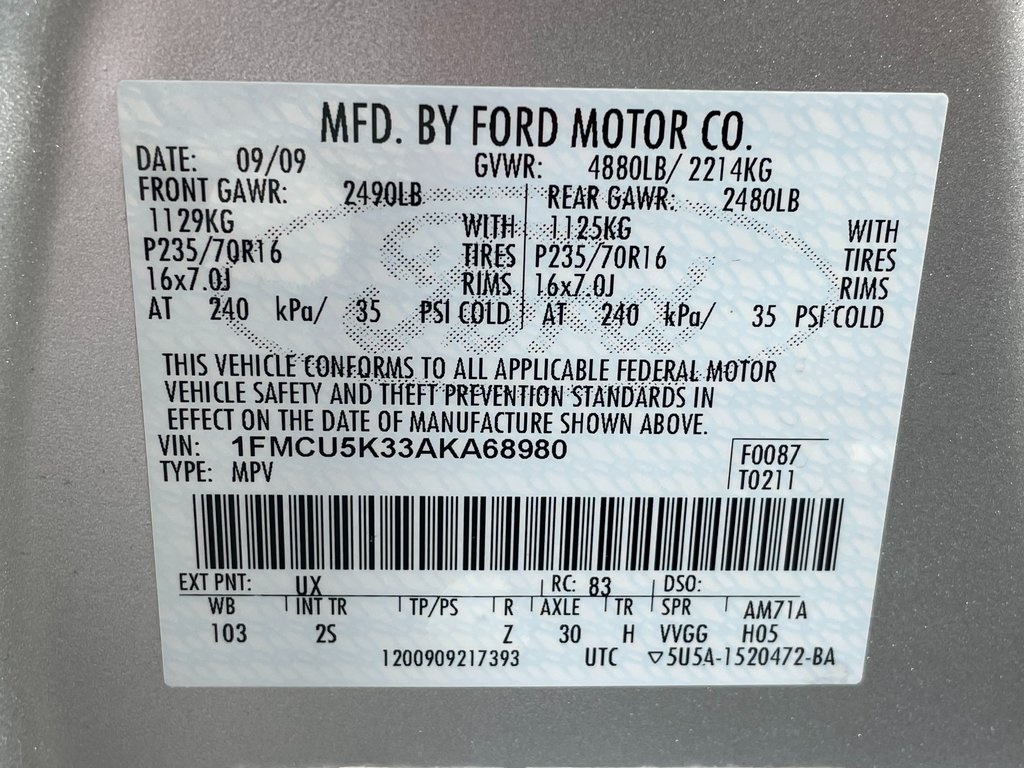 MFD. BY FORD MOTOR CO.
DATE: 09/09 GVWR: 4880LB/ 2214KG
FRONT GAWR: 2490LB REAR GAWR: 2480LB
1129KG WITH 1125KG WITH
P235/70R16 TIRES P235/70R16 TIRES
16x7.0J RIMS 16x7.0J RIMS
AT 240 kPa/ 35 PSI COLD AT 240 kPa/ 35 PSI COLD
THIS VEHICLE CONFORMS TO ALL APPLICABLE FEDERAL MOTOR
VEHICLE SAFETY AND THEFT PREVENTION STANDARDS IN
EFFECT ON THE DATE OF MANUFACTURE SHOWN ABOVE.
VIN: 1FMCU5K33AKA68980
TYPE: MPV
F0087
T0211
EXT PNT: UX RC: 83 DSO:
WB INT TR TP/PS R AXLE TR SPR AM71A
103 2S Z 30 H VVGG H05
1200909217393 UTC ▽5U5A-1520472-BA